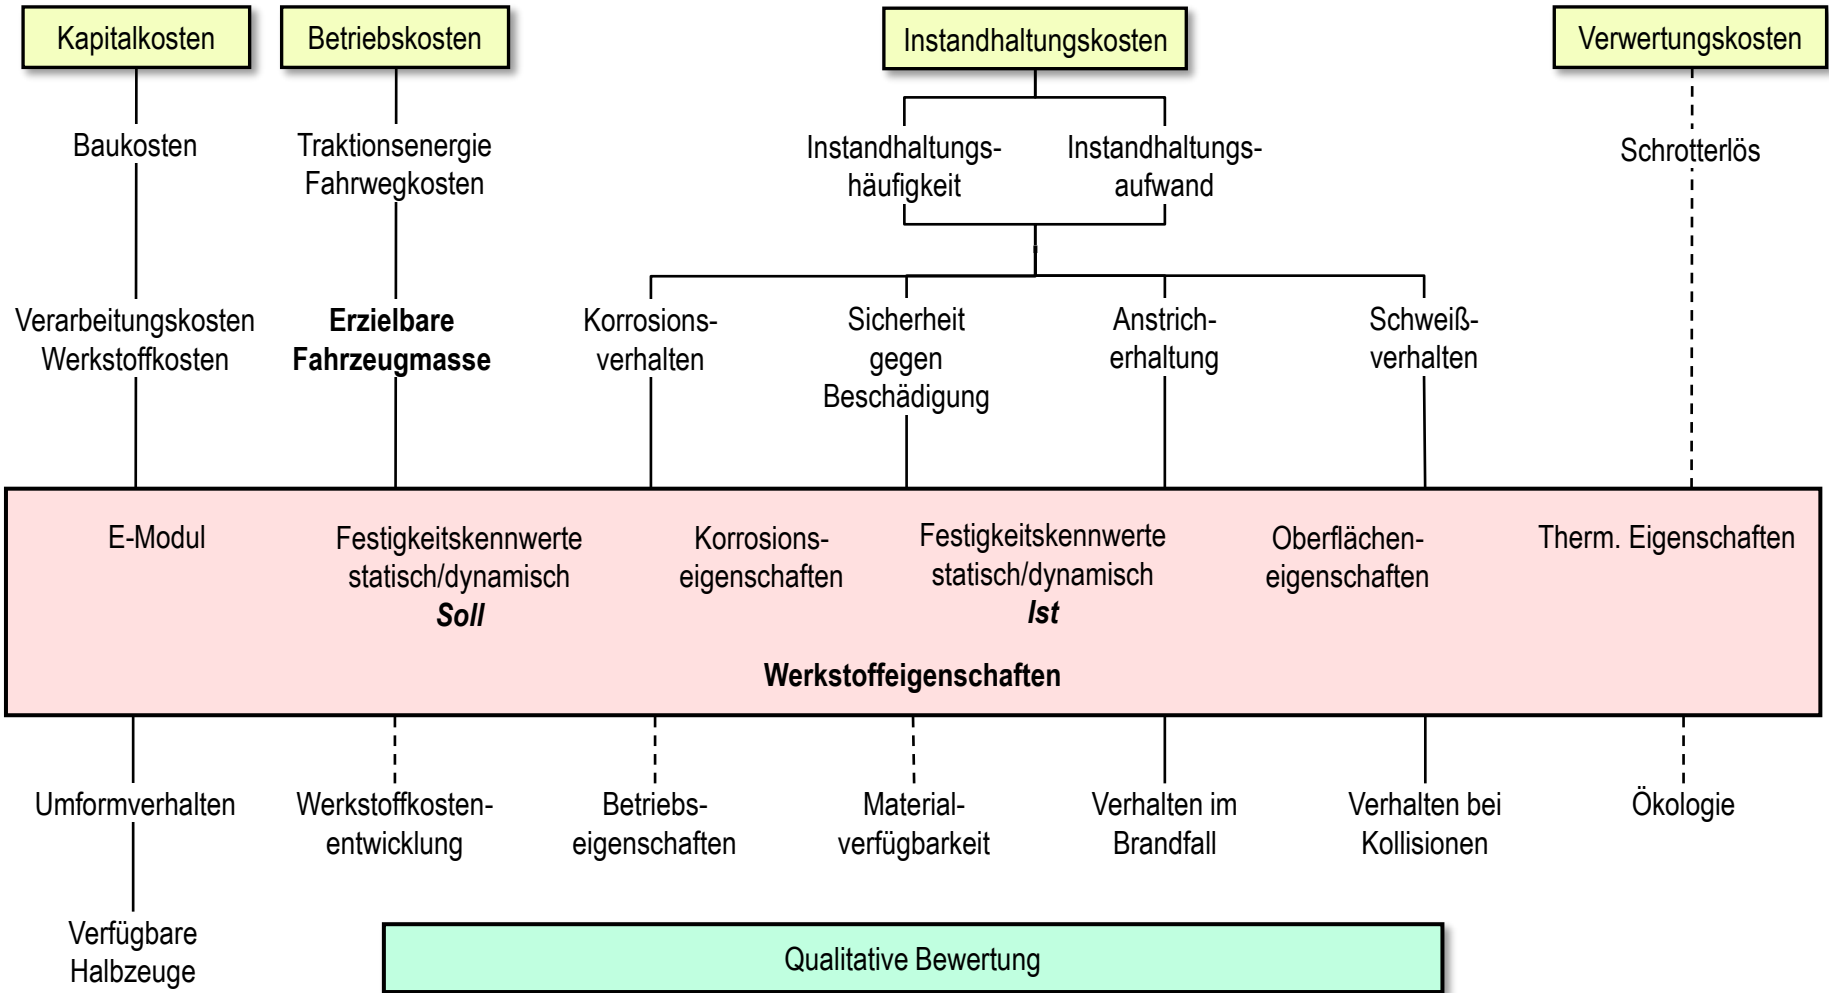 Kapitalkosten
Betriebskosten
Instandhaltungskosten
Verwertungskosten
Baukosten
Traktionsenergie
Fahrwegkosten
Instandhaltungs-
häufigkeit
Instandhaltungs-
aufwand
Schrotterlös
Verarbeitungskosten
Werkstoffkosten
Erzielbare
Fahrzeugmasse
Korrosions-
verhalten
Sicherheit
gegen
Beschädigung
Anstrich-
erhaltung
Schweiß-
verhalten
E-Modul
Festigkeitskennwerte
statisch/dynamisch
Soll
Korrosions-
eigenschaften
Festigkeitskennwerte
statisch/dynamisch
Ist
Oberflächen-
eigenschaften
Therm. Eigenschaften
Werkstoffeigenschaften
Umformverhalten
Werkstoffkosten-
entwicklung
Betriebs-
eigenschaften
Material-
verfügbarkeit
Verhalten im
Brandfall
Verhalten bei
Kollisionen
Ökologie
Verfügbare
Halbzeuge
Qualitative Bewertung